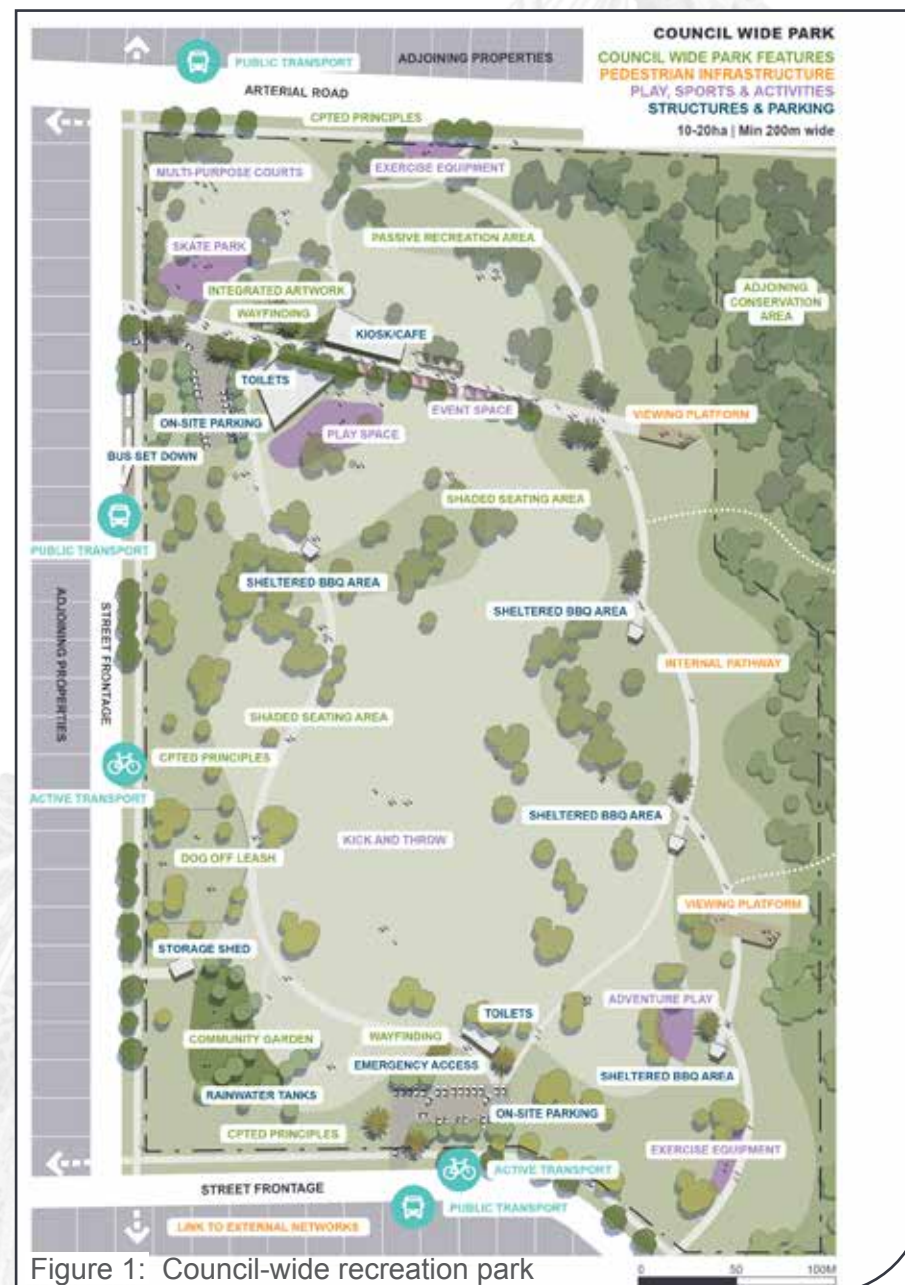 COUNCIL WIDE PARK
COUNCIL WIDE PARK FEATURES
PEDESTRIAN INFRASTRUCTURE
PLAY, SPORTS & ACTIVITIES
STRUCTURES & PARKING
10-20ha | Min 200m wide
PUBLIC TRANSPORT
ADJOINING PROPERTIES
ARTERIAL ROAD
CPTED PRINCIPLES
MULTI-PURPOSE COURTS
EXERCISE EQUIPMENT
PASSIVE RECREATION AREA
SKATE PARK
INTEGRATED ARTWORK
WAYFINDING
ADJOINING
CONSERVATION
AREA
KIOSK/CAFE
TOILETS
EVENT SPACE
VIEWING PLATFORM
ON-SITE PARKING
PLAY SPACE
BUS SET DOWN
SHADED SEATING AREA
PUBLIC TRANSPORT
SHELTERED BBQ AREA
ADJOINING PROPERTIES
STREET FRONTAGE
SHELTERED BBQ AREA
INTERNAL PATHWAY
SHADED SEATING AREA
CPTED PRINCIPLES
ACTIVE TRANSPORT
SHELTERED BBQ AREA
KICK AND THROW
DOG OFF LEASH
VIEWING PLATFORM
STORAGE SHED
ADVENTURE PLAY
TOILETS
COMMUNITY GARDEN
WAYFINDING
EMERGENCY ACCESS
SHELTERED BBQ AREA
RAINWATER TANKS
ON-SITE PARKING
CPTED PRINCIPLES
EXERCISE EQUIPMENT
ACTIVE TRANSPORT
STREET FRONTAGE
PUBLIC TRANSPORT
LINK TO EXTERNAL NETWORKS
Figure 1: Council-wide recreation park
0 50 100M